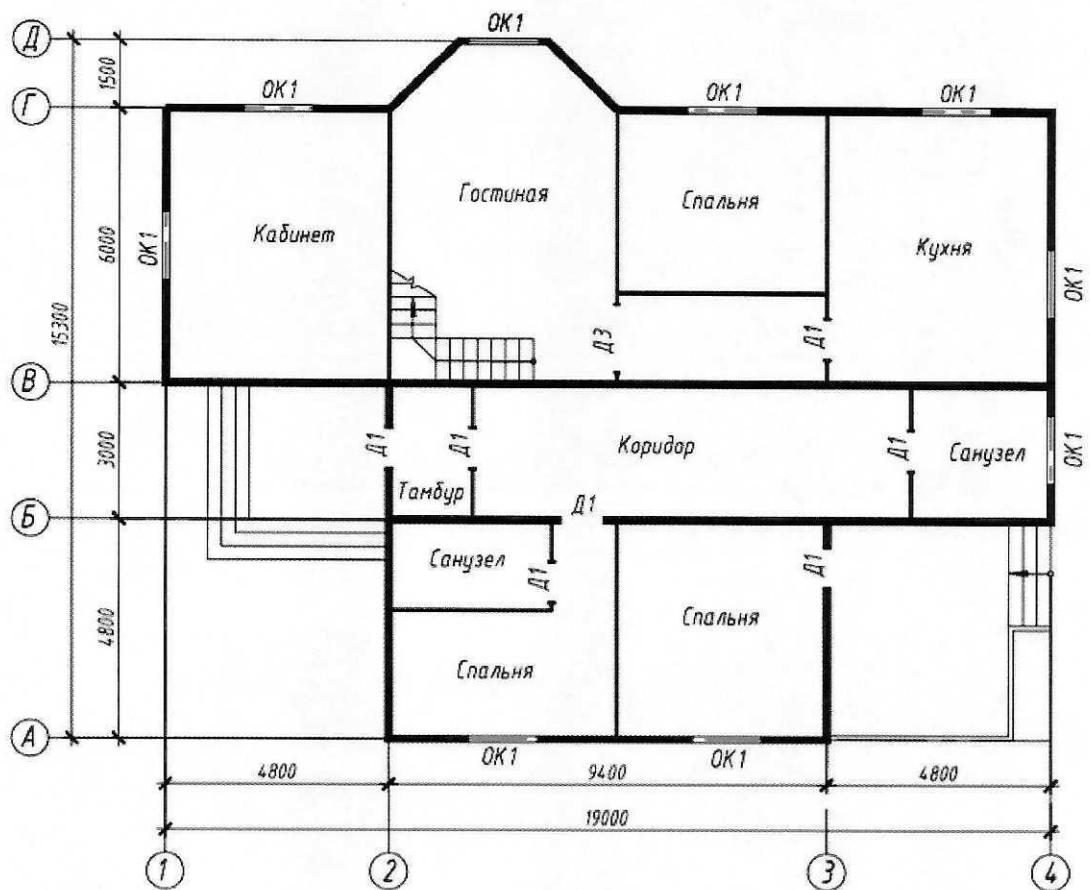 Д
ОК1
1500
Г
ОК1
ОК1
ОК1
Гостиная
Спальня
Кабинет
Кухня
ОК1
6000
ОК1
15300
Д3
Д1
В
3000
Д1
Д1
Коридор
Д1
Санузел
ОК1
Тамбур
Б
Д1
Санузел
Д1
Д1
4800
Спальня
Спальня
А
ОК1
ОК1
4800
9400
4800
19000
1
2
3
4